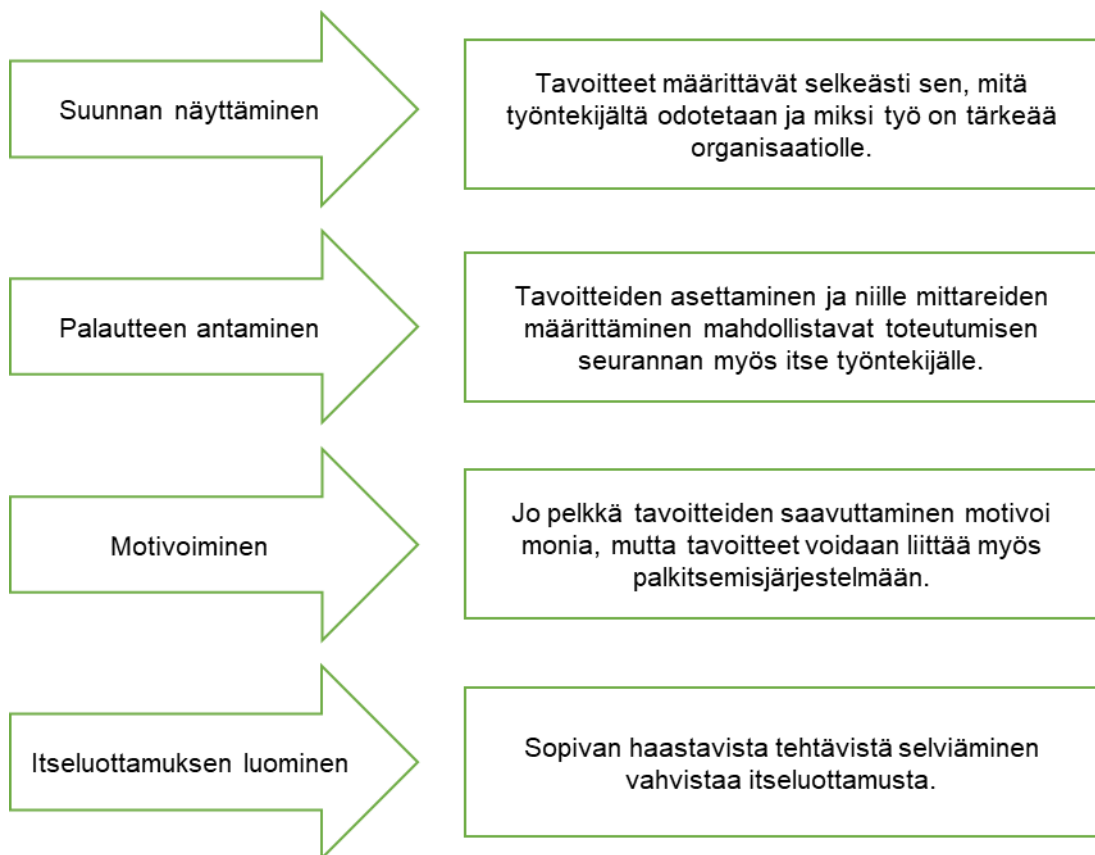 Suunnan näyttäminen
Tavoitteet määrittävät selkeästi sen, mitä
työntekijältä odotetaan ja miksi työ on tärkeää
organisaatiolle.
Palautteen antaminen
Tavoitteiden asettaminen ja niille mittareiden
määrittäminen mahdollistavat toteutumisen
seurannan myös itse työntekijälle.
Motivoiminen
Jo pelkkä tavoitteiden saavuttaminen motivoi
monia, mutta tavoitteet voidaan liittää myös
palkitsemisjärjestelmään.
Itseluottamuksen luominen
Sopivan haastavista tehtävistä selviäminen
vahvistaa itseluottamusta.